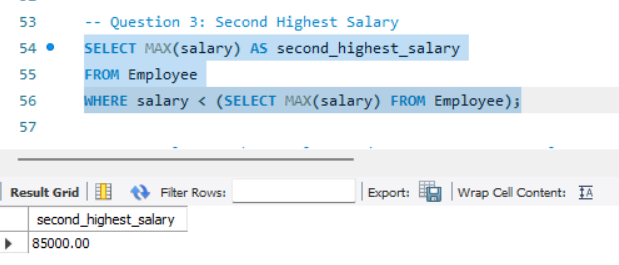 53 -- Question 3: Second Highest Salary
54 SELECT MAX(salary) AS second_highest_salary
55 FROM Employee
56 WHERE salary < (SELECT MAX(salary) FROM Employee);
57
Result Grid Filter Rows: Export: Wrap Cell Content: IA
second_highest_salary
85000.00